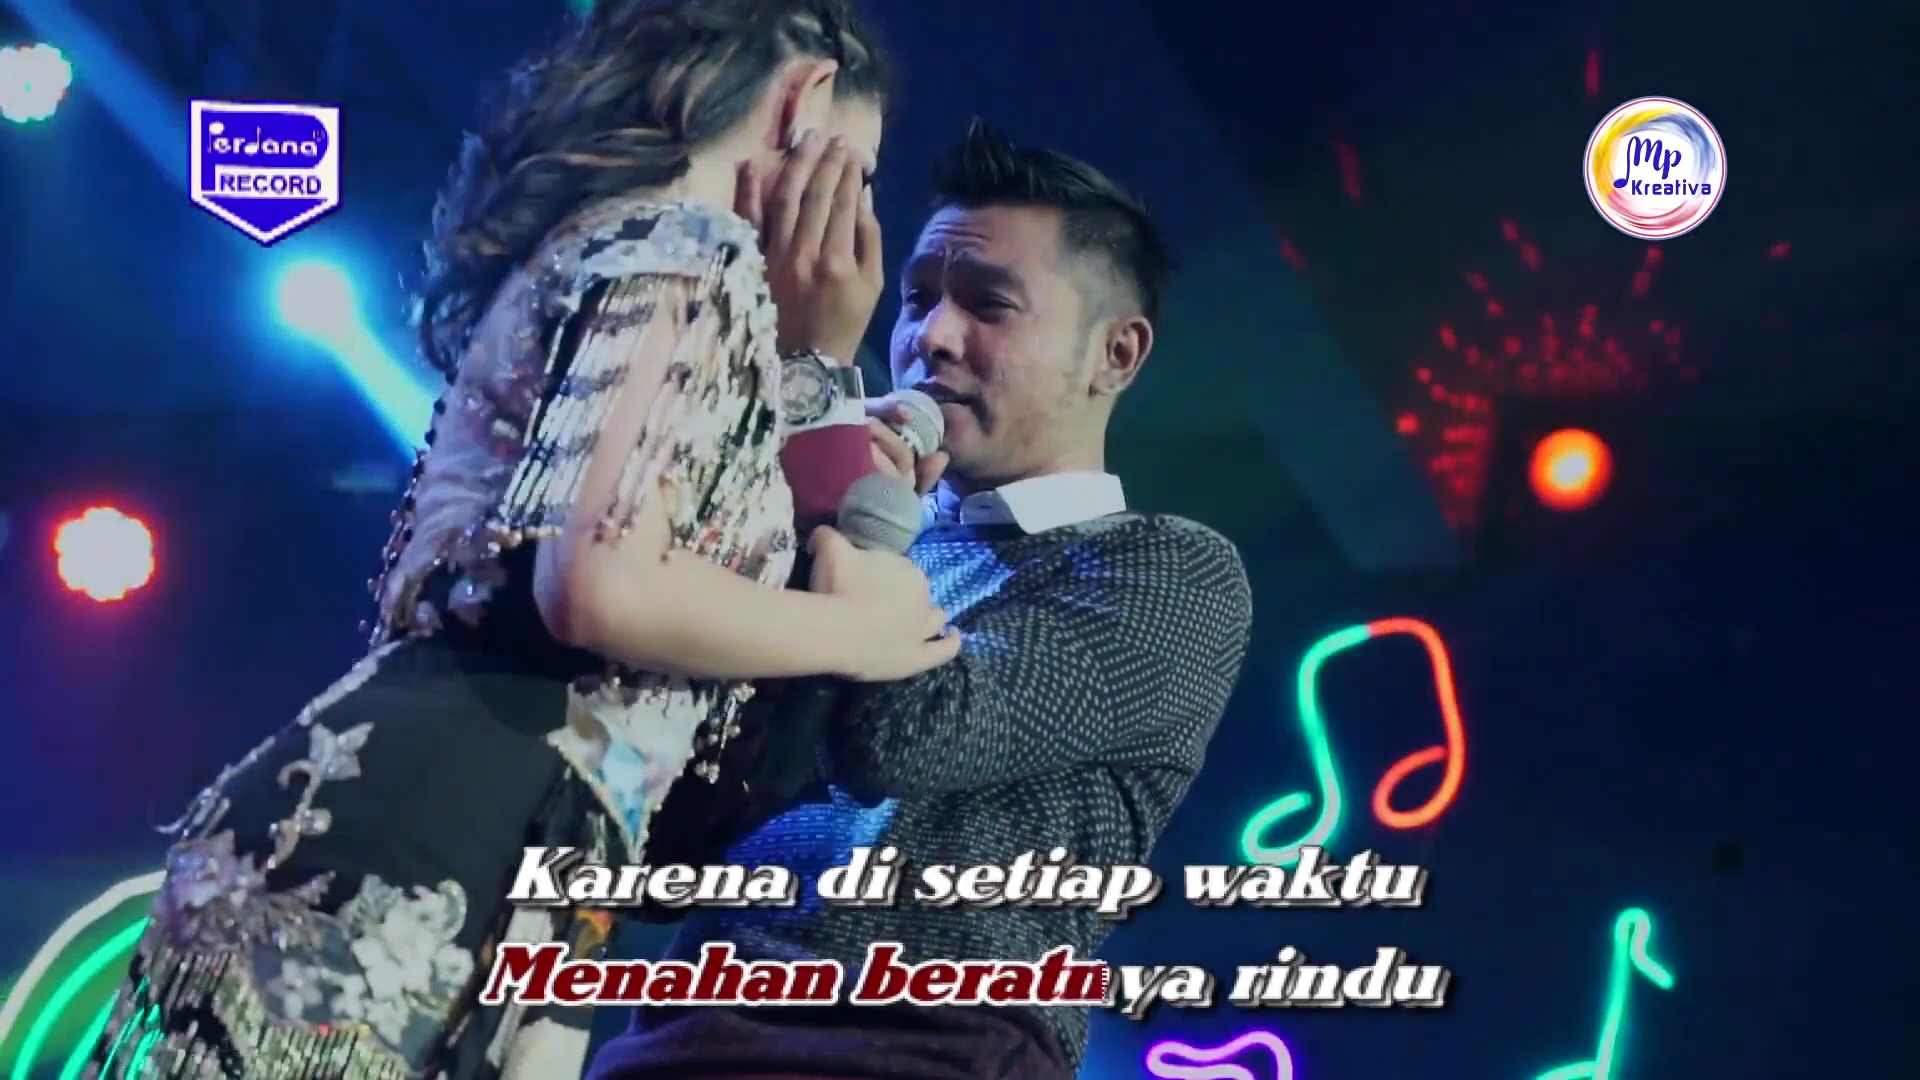 Perdana
RECORD
Mp
Kreativa
Karena di setiap waktu
Menahan beratnya rindu